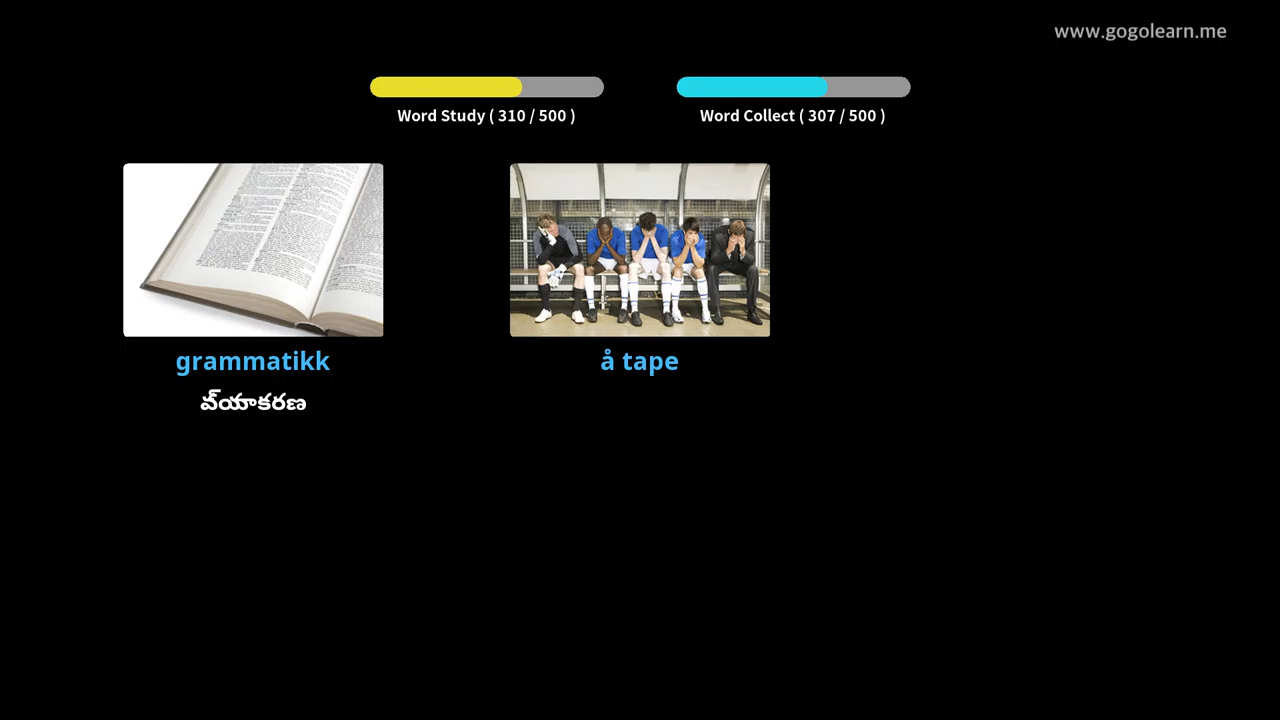 www.gogolearn.me
Word Study ( 310 / 500 )
Word Collect ( 307 / 500 )
grammatikk
å tape
వ్యాకరణ